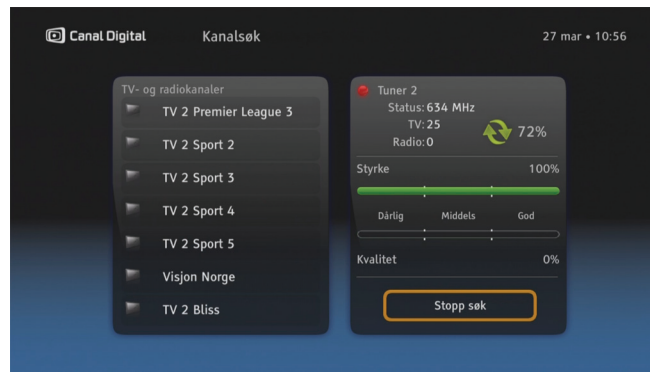 Canal Digital
Kanalsøk
27 mar • 10:56
TV- og radiokanaler
TV 2 Premier League 3
TV 2 Sport 2
TV 2 Sport 3
TV 2 Sport 4
TV 2 Sport 5
Visjon Norge
TV 2 Bliss
Tuner 2
Status: 634 MHz
TV: 25
Radio: 0
72%
Styrke 100%
Dårlig Middels God
Kvalitet 0%
Stopp søk